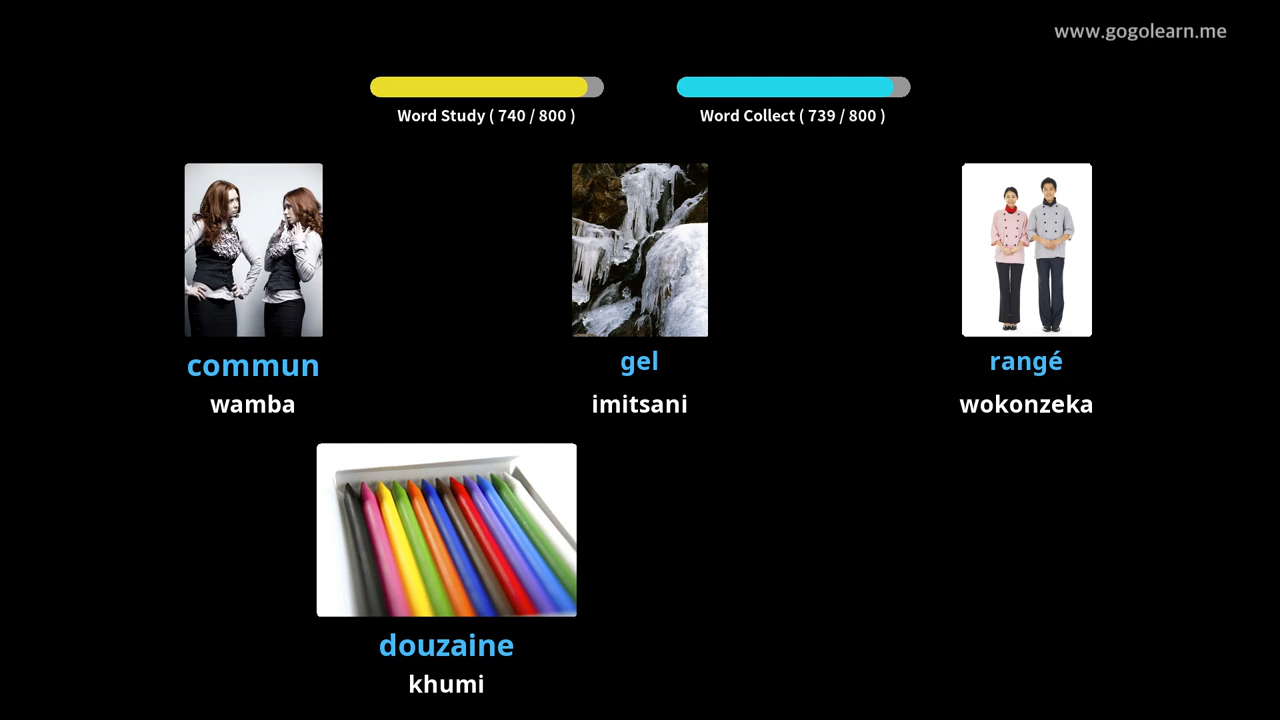 www.gogolearn.me
Word Study ( 740 / 800 )
Word Collect ( 739 / 800 )
commun
wamba
gel
imitsani
rangé
wokonzeka
douzaine
khumi